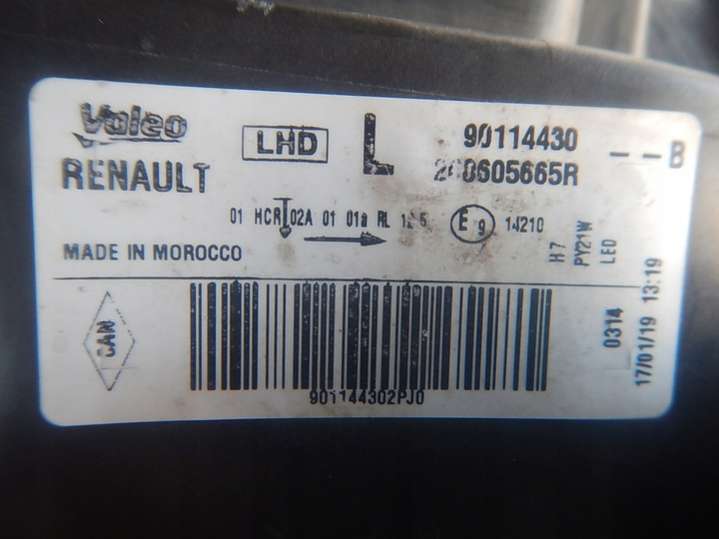 Valeo
LHD L 90114430
RENAULT 260605665R --B
01 HCR 02A 01 01a RL E9 14210
H7
PY21W
LED
MADE IN MOROCCO
CAN
0314
17/01/19 13:19
901144302PJ0